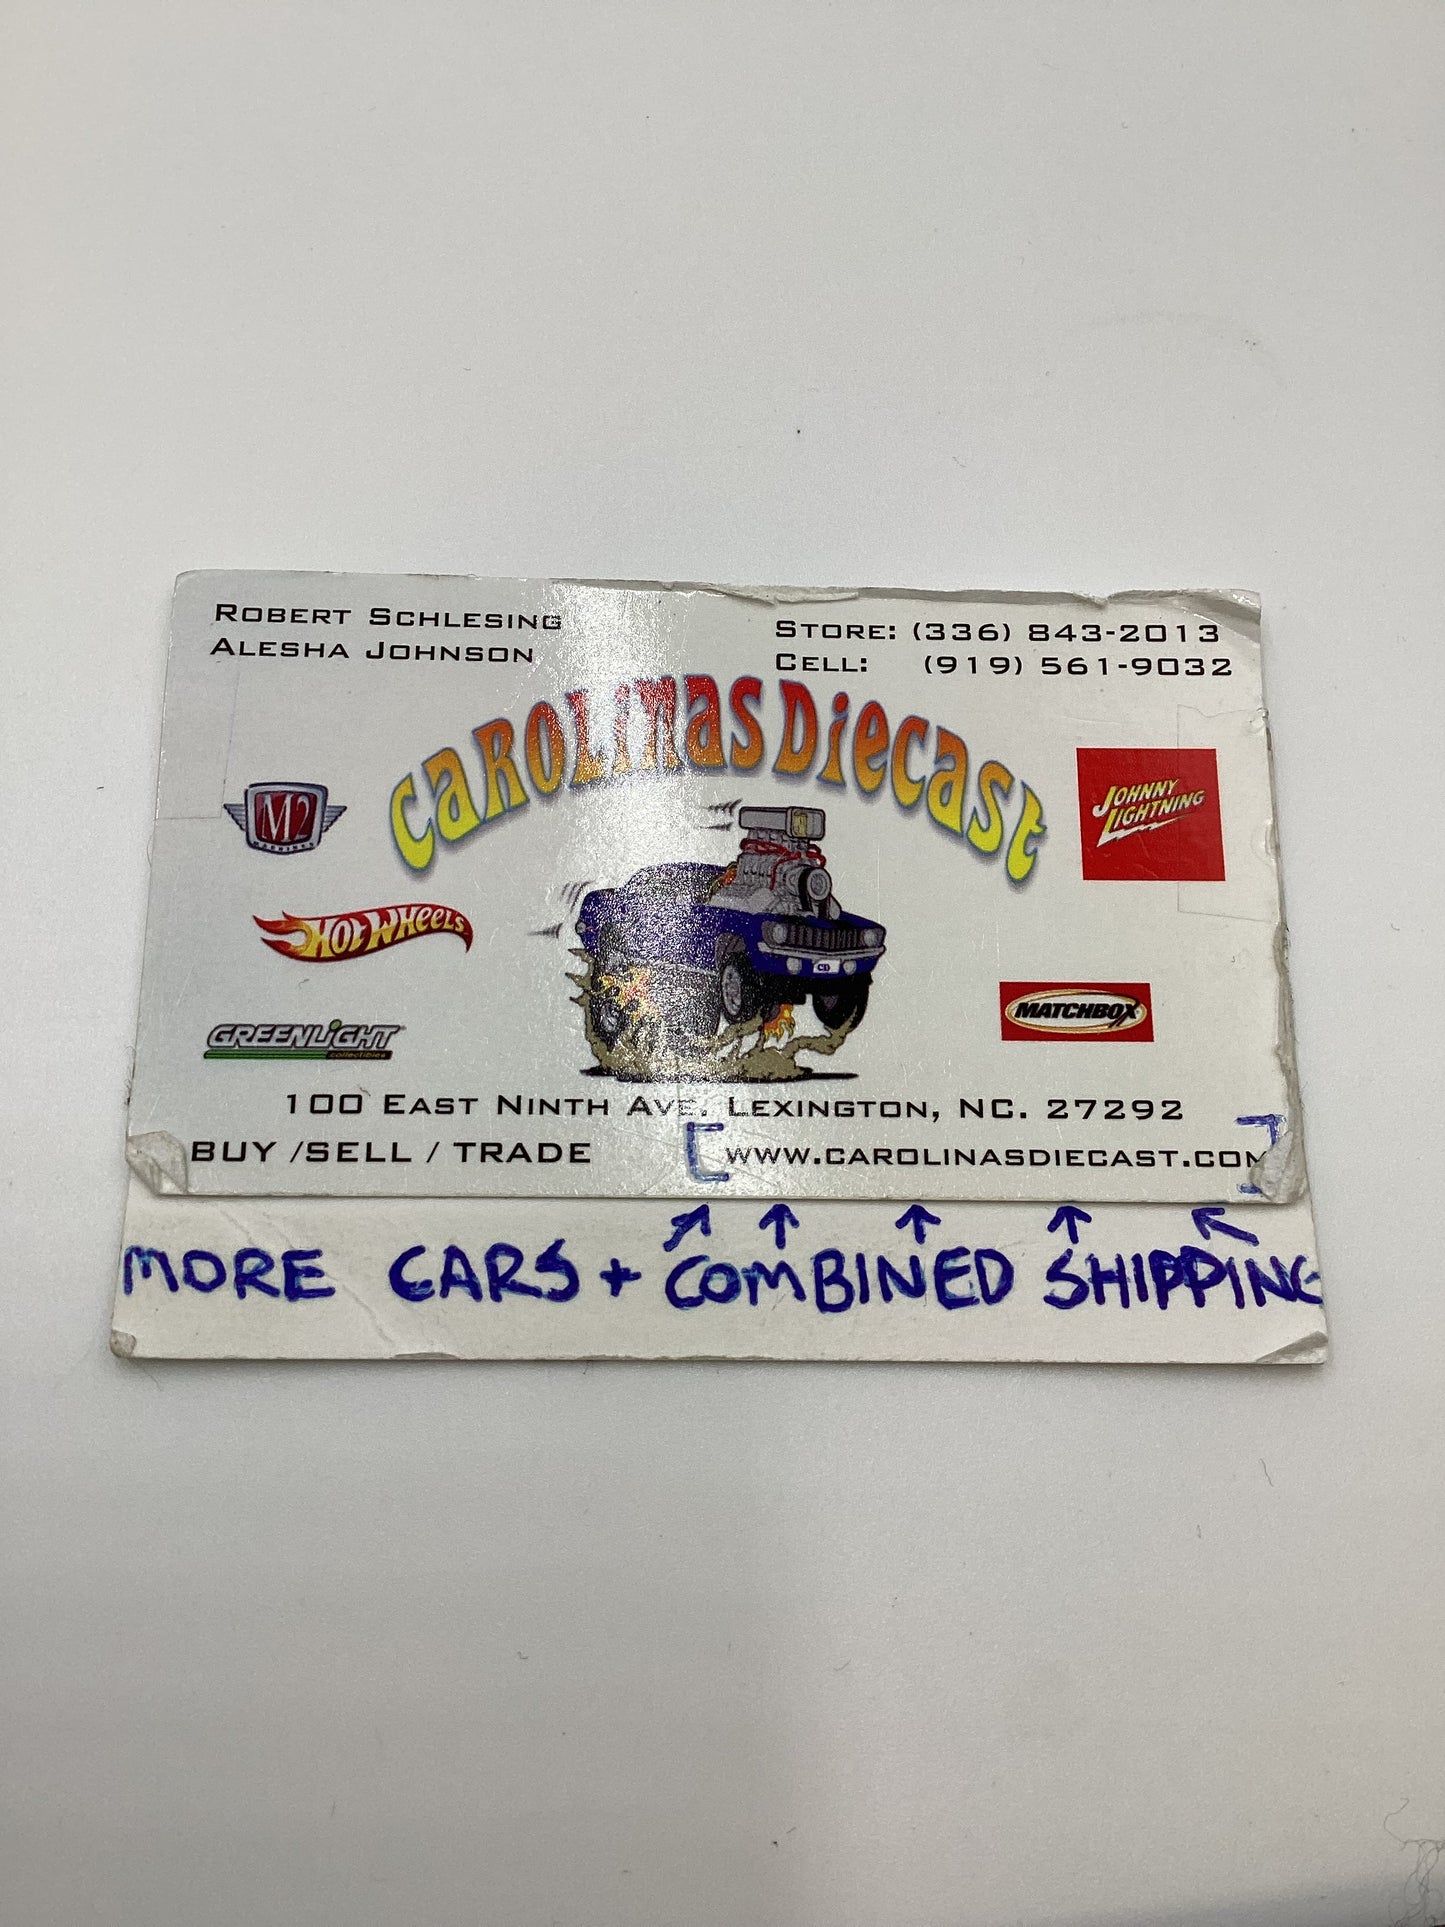 ROBERT SCHLESING
ALESHA JOHNSON
STORE: (336) 843-2013
CELL: (919) 561-9032
CAROLINAS DIECAST
M2
MACHINES
JOHNNY
LIGHTNING
HOT WHEELS
MATCHBOX
GREENLIGHT
collectibles
100 EAST NINTH AVE. LEXINGTON, NC. 27292
BUY /SELL / TRADE [ WWW.CAROLINASDIECAST.COM ]
MORE CARS + COMBINED SHIPPING